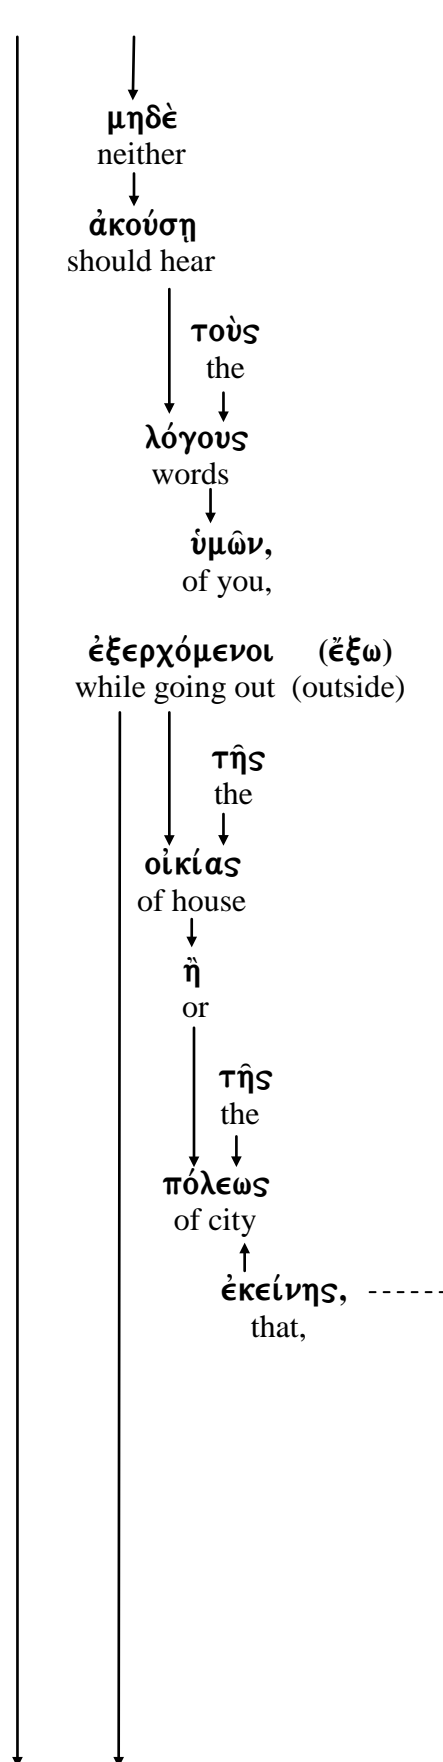 μηδὲ
neither
ἀκούσῃ
should hear
τοὺς
the
λόγους
words
ὑμῶν,
of you,
ἐξερχόμενοι (ἔξω)
while going out (outside)
τῆς
the
οἰκίας
of house
ἢ
or
τῆς
the
πόλεως
of city
ἐκείνης,
that,